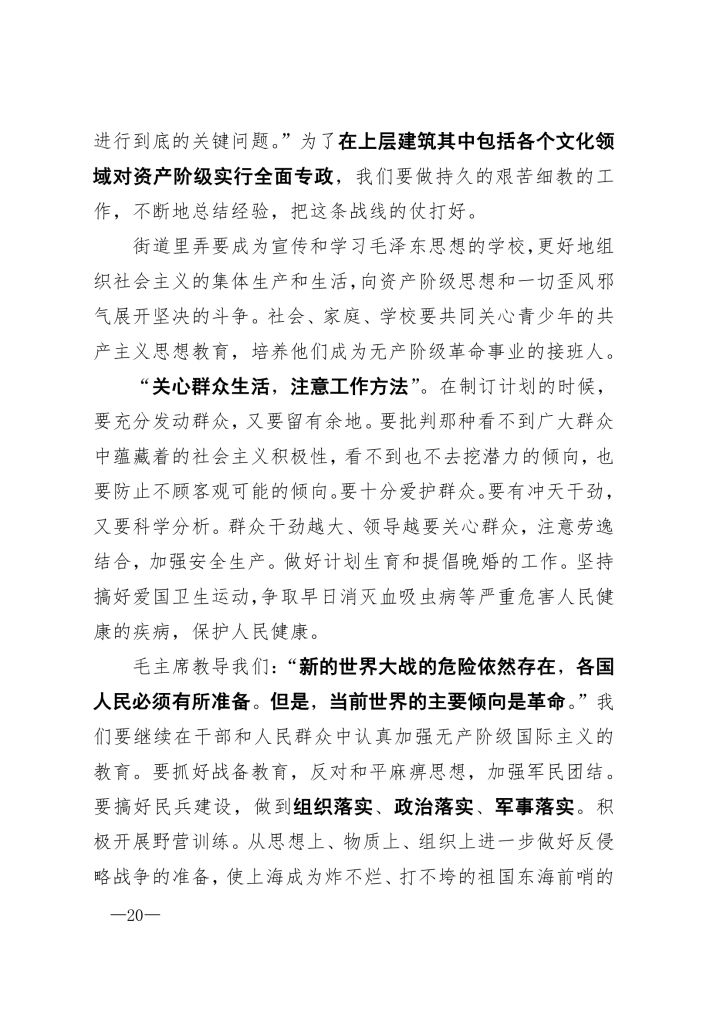 进行到底的关键问题。”为了在上层建筑其中包括各个文化领
域对资产阶级实行全面专政，我们要做持久的艰苦细教的工
作，不断地总结经验，把这条战线的仗打好。
街道里弄要成为宣传和学习毛泽东思想的学校，更好地组
织社会主义的集体生产和生活，向资产阶级思想和一切歪风邪
气展开坚决的斗争。社会、家庭、学校要共同关心青少年的共
产主义思想教育，培养他们成为无产阶级革命事业的接班人。
“关心群众生活，注意工作方法”。在制订计划的时候，
要充分发动群众，又要留有余地。要批判那种看不到广大群众
中蕴藏着的社会主义积极性，看不到也不去挖潜力的倾向，也
要防止不顾客观可能的倾向。要十分爱护群众。要有冲天干劲，
又要科学分析。群众干劲越大、领导越要关心群众，注意劳逸
结合，加强安全生产。做好计划生育和提倡晚婚的工作。坚持
搞好爱国卫生运动，争取早日消灭血吸虫病等严重危害人民健
康的疾病，保护人民健康。
毛主席教导我们：“新的世界大战的危险依然存在，各国
人民必须有所准备。但是，当前世界的主要倾向是革命。”我
们要继续在干部和人民群众中认真加强无产阶级国际主义的
教育。要抓好战备教育，反对和平麻痹思想，加强军民团结。
要搞好民兵建设，做到组织落实、政治落实、军事落实。积
极开展野营训练。从思想上、物质上、组织上进一步做好反侵
略战争的准备，使上海成为炸不烂、打不垮的祖国东海前哨的
—20—